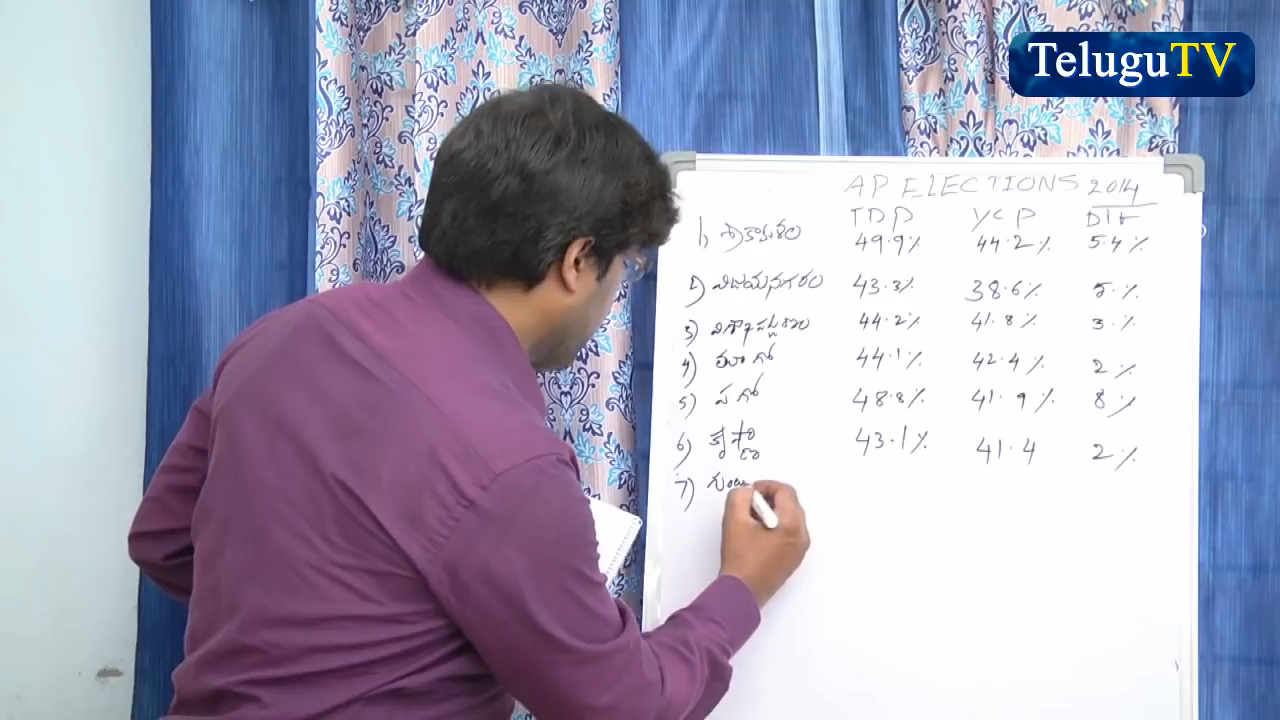 TeluguTV
AP ELECTIONS 2014
TDP YCP Dif
1) శ్రీకాకుళం 49.9% 44.2% 5.4%
2) విజయనగరం 43.3% 38.6% 5.%
3) విశాఖపట్టణం 44.2% 41.8% 3.%
4) తూ గో 44.1% 42.4% 2%
5) ప గో 48.8% 41.9% 8%
6) కృష్ణా 43.1% 41.4 2%
7) గుంటు